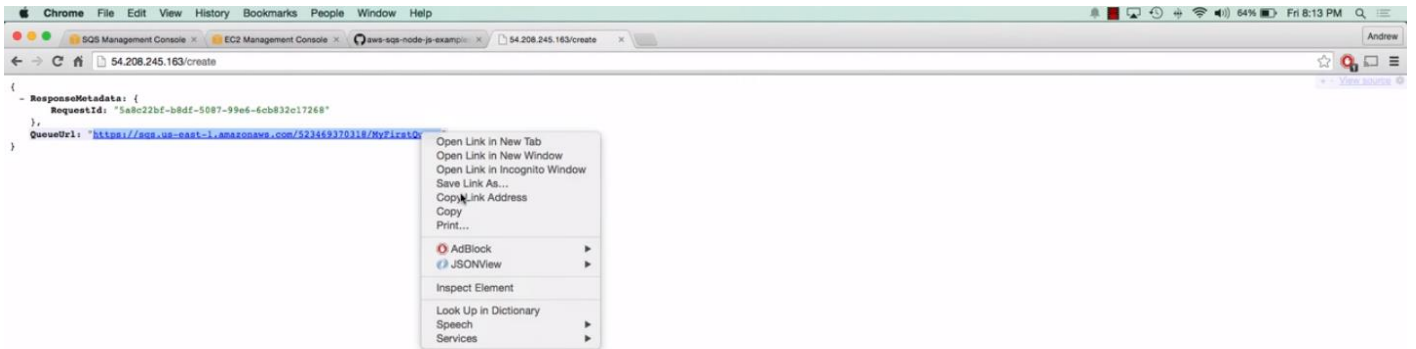 Chrome File Edit View History Bookmarks People Window Help 64% Fri 8:13 PM
SQS Management Console EC2 Management Console aws-sqs-node-js-example 54.208.245.163/create Andrew
54.208.245.163/create
{ View source
- ResponseMetadata: {
RequestId: "5a8c22bf-b8df-5087-99e6-6cb832c17268"
},
QueueUrl: "https://sqs.us-east-1.amazonaws.com/523469370318/MyFirstQ
}
Open Link in New Tab
Open Link in New Window
Open Link in Incognito Window
Save Link As...
Copy Link Address
Copy
Print...
AdBlock
JSONView
Inspect Element
Look Up in Dictionary
Speech
Services